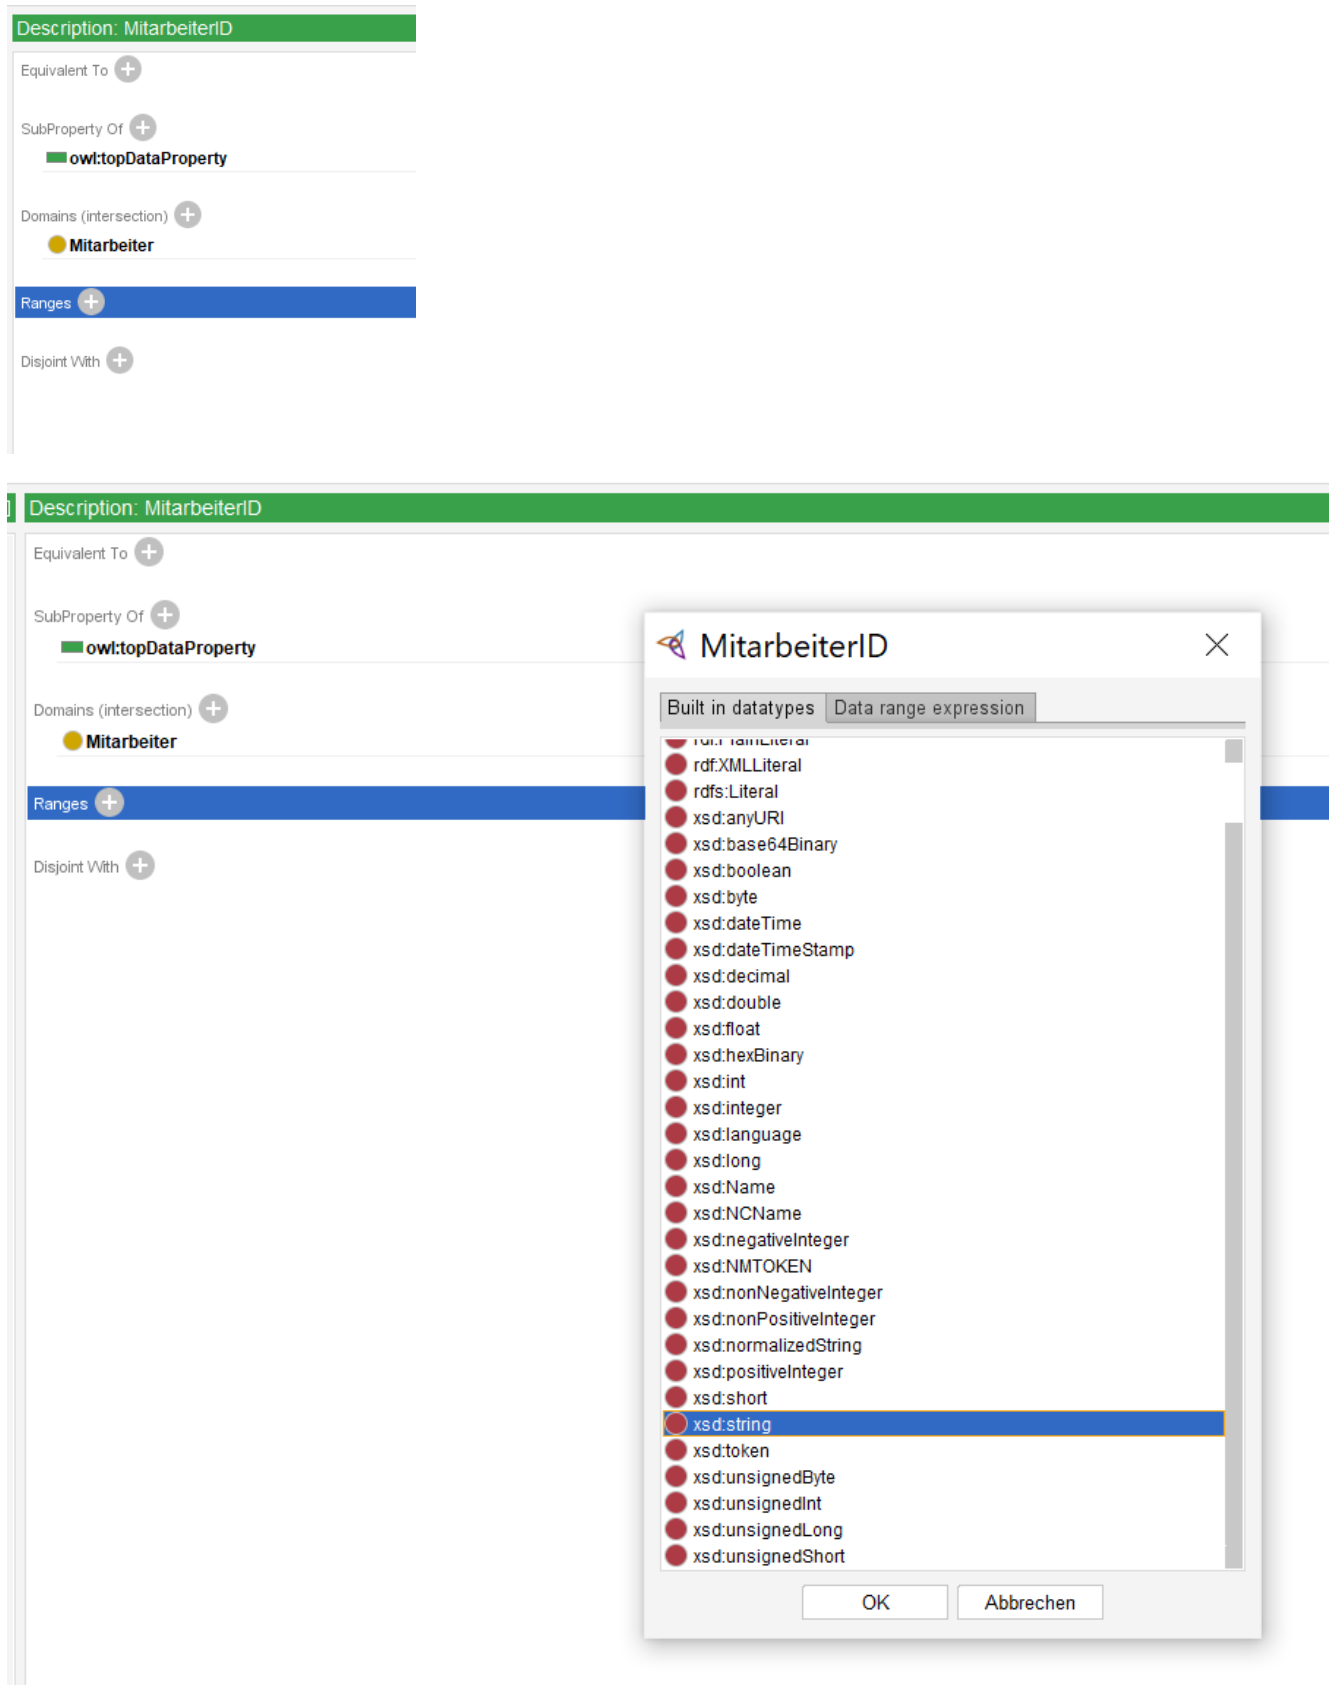 Description: MitarbeiterID
Equivalent To
SubProperty Of
owl:topDataProperty
Domains (intersection)
Mitarbeiter
Ranges
Disjoint With
Description: MitarbeiterID
Equivalent To
SubProperty Of
owl:topDataProperty
Domains (intersection)
Mitarbeiter
Ranges
Disjoint With
MitarbeiterID
Built in datatypes Data range expression
rdf:PlainLiteral
rdf:XMLLiteral
rdfs:Literal
xsd:anyURI
xsd:base64Binary
xsd:boolean
xsd:byte
xsd:dateTime
xsd:dateTimeStamp
xsd:decimal
xsd:double
xsd:float
xsd:hexBinary
xsd:int
xsd:integer
xsd:language
xsd:long
xsd:Name
xsd:NCName
xsd:negativeInteger
xsd:NMTOKEN
xsd:nonNegativeInteger
xsd:nonPositiveInteger
xsd:normalizedString
xsd:positiveInteger
xsd:short
xsd:string
xsd:token
xsd:unsignedByte
xsd:unsignedInt
xsd:unsignedLong
xsd:unsignedShort
OK Abbrechen